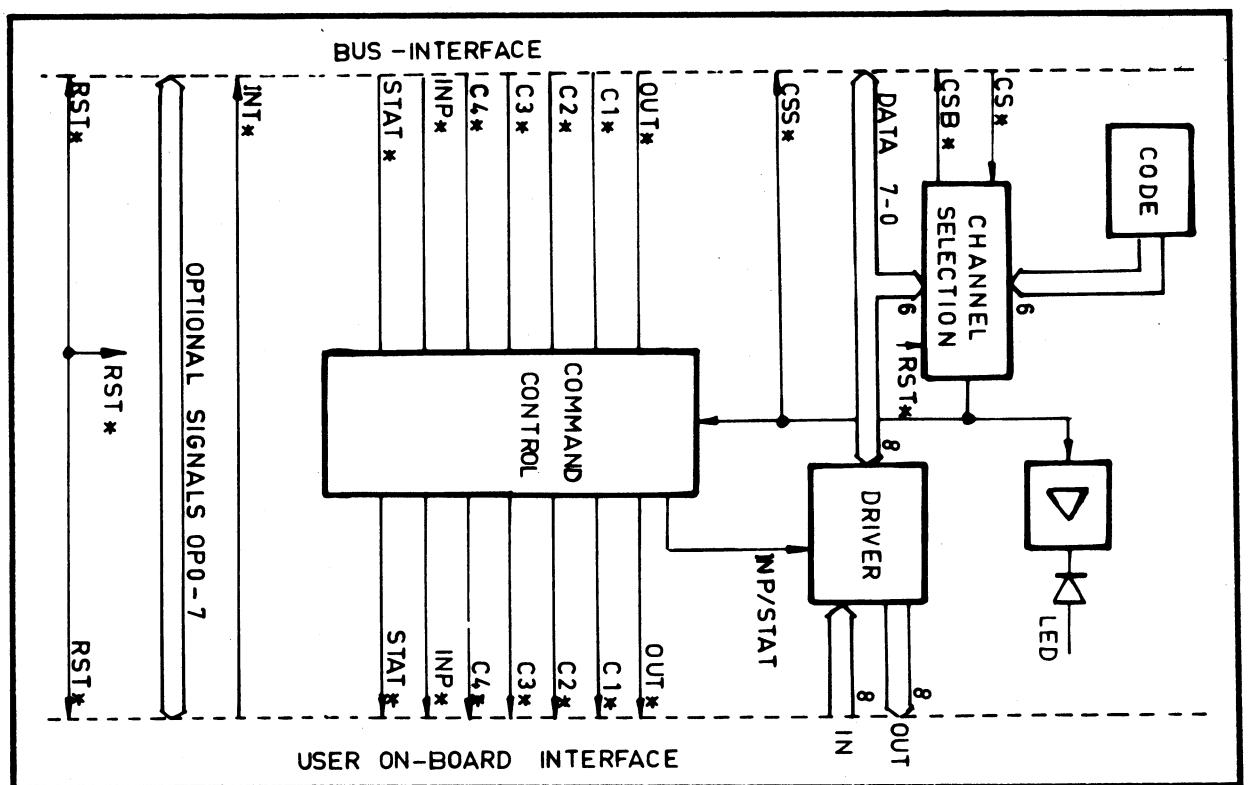 BUS-INTERFACE
RST*
INT*
STAT*
INP*
C4*
C3*
C2*
C1*
OUT*
CSS*
DATA 7-0
CSB*
CS*
CODE
CHANNEL
SELECTION
6
6
RST*
OPTIONAL SIGNALS OP0-7
RST*
COMMAND
CONTROL
8
DRIVER
INP/STAT
LED
RST*
STAT*
INP*
C4*
C3*
C2*
C1*
OUT*
8
8
IN
OUT
USER ON-BOARD INTERFACE